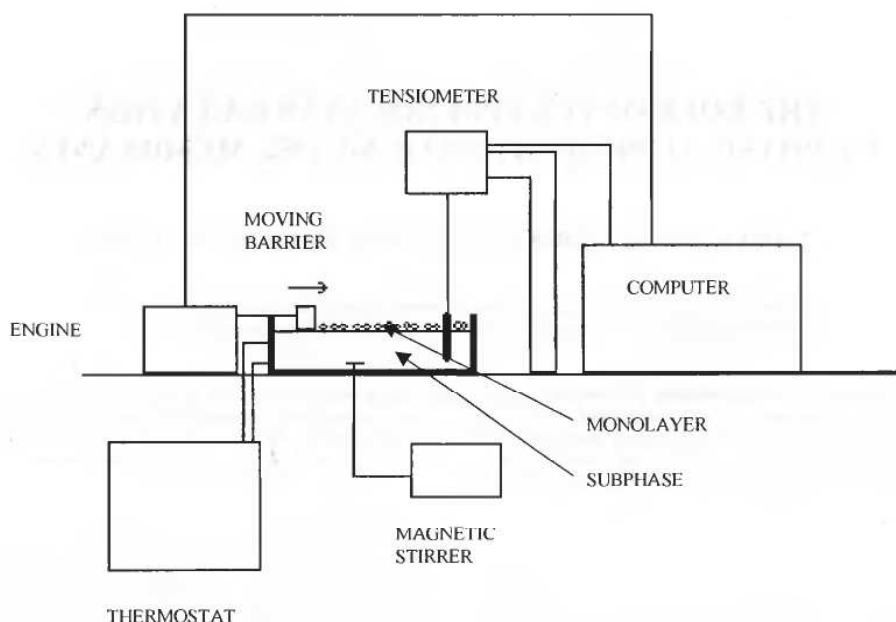 TENSIOMETER
MOVING
BARRIER
COMPUTER
ENGINE
MONOLAYER
SUBPHASE
MAGNETIC
STIRRER
THERMOSTAT